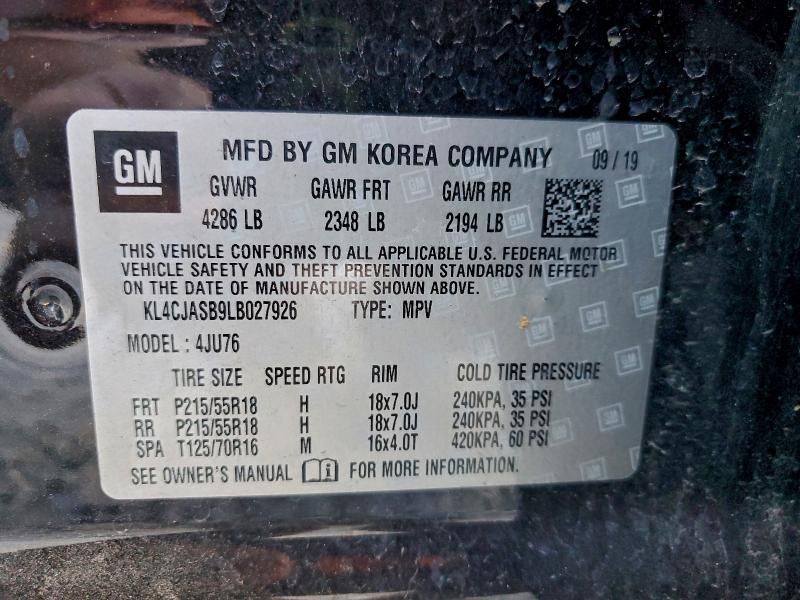 GM MFD BY GM KOREA COMPANY 09 / 19
GVWR GAWR FRT GAWR RR
4286 LB 2348 LB 2194 LB
THIS VEHICLE CONFORMS TO ALL APPLICABLE U.S. FEDERAL MOTOR
VEHICLE SAFETY AND THEFT PREVENTION STANDARDS IN EFFECT
ON THE DATE OF MANUFACTURE SHOWN ABOVE.
KL4CJASB9LB027926 TYPE: MPV
MODEL : 4JU76
TIRE SIZE SPEED RTG RIM COLD TIRE PRESSURE
FRT P215/55R18 H 18x7.0J 240KPA, 35 PSI
RR P215/55R18 H 18x7.0J 240KPA, 35 PSI
SPA T125/70R16 M 16x4.0T 420KPA, 60 PSI
SEE OWNER'S MANUAL FOR MORE INFORMATION.